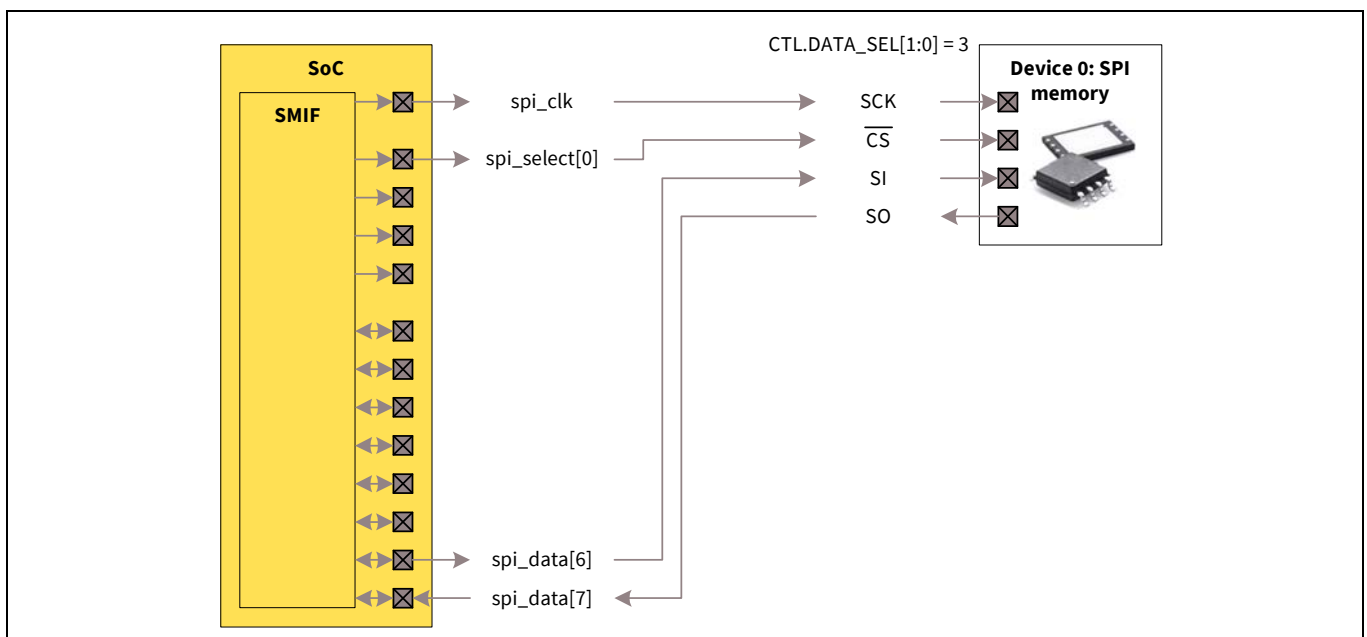 CTL.DATA_SEL[1:0] = 3
SoC
SMIF
Device 0: SPI
memory
spi_clk
SCK
spi_select[0]
CS
SI
SO
spi_data[6]
spi_data[7]